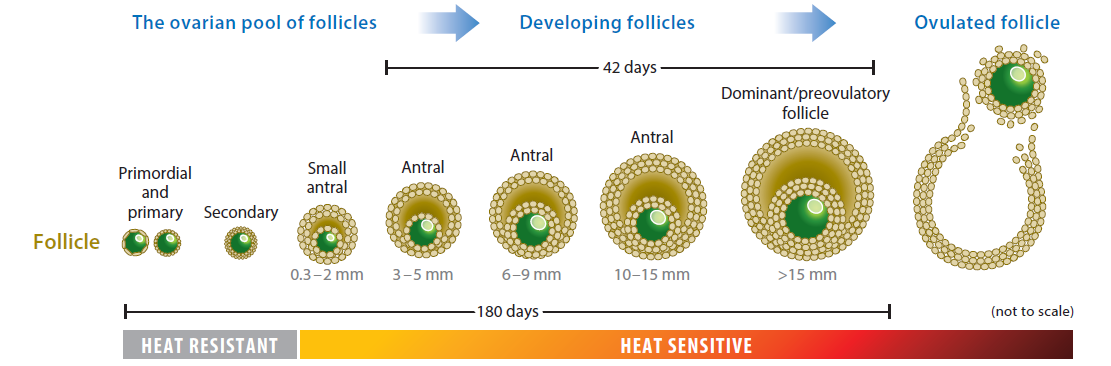 The ovarian pool of follicles
Developing follicles
Ovulated follicle
42 days
Dominant/preovulatory
follicle
Antral
Antral
Antral
Small
antral
Primordial
and
primary
Secondary
Follicle
0.3–2 mm
3–5 mm
6–9 mm
10–15 mm
>15 mm
180 days
(not to scale)
HEAT RESISTANT
HEAT SENSITIVE